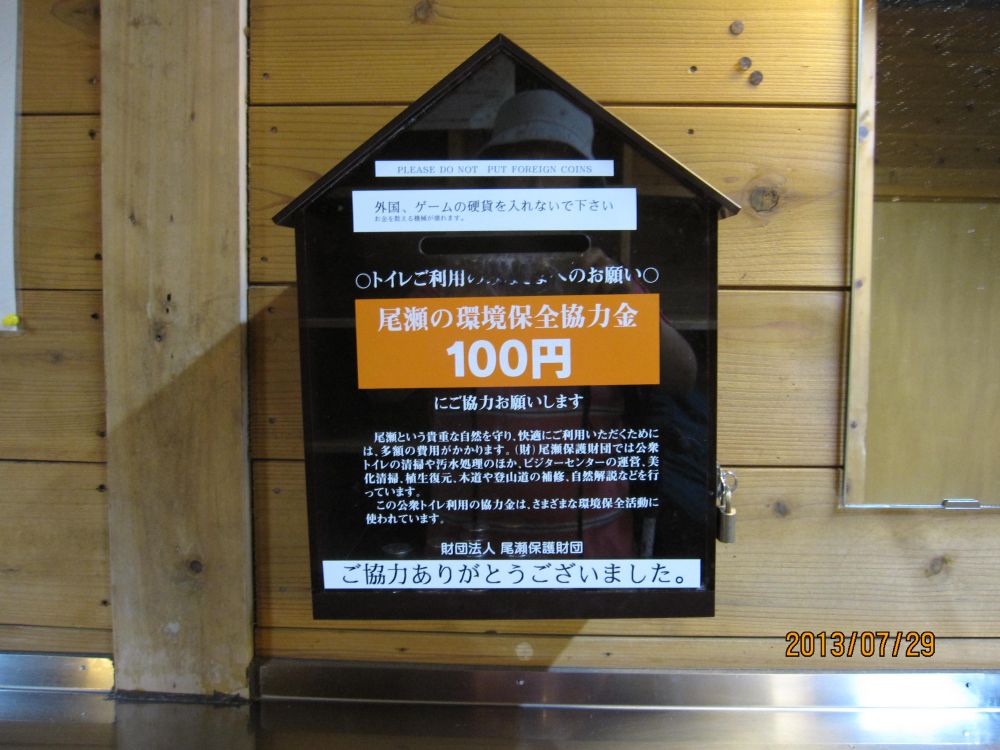 PLEASE DO NOT PUT FOREIGN COINS
外国、ゲームの硬貨を入れないで下さい
お金を数える機械が壊れます。
○トイレご利用の へのお願い○
尾瀬の環境保全協力金
100円
にご協力お願いします
尾瀬という貴重な自然を守り、快適にご利用いただくために
は、多額の費用がかかります。(財)尾瀬保護財団では公衆
トイレの清掃や汚水処理のほか、ビジターセンターの運営、美
化清掃、植生復元、木道や登山道の補修、自然解説などを行
っています。
この公衆トイレ利用の協力金は、さまざまな環境保全活動に
使われています。
財団法人 尾瀬保護財団
ご協力ありがとうございました。
2013/07/29